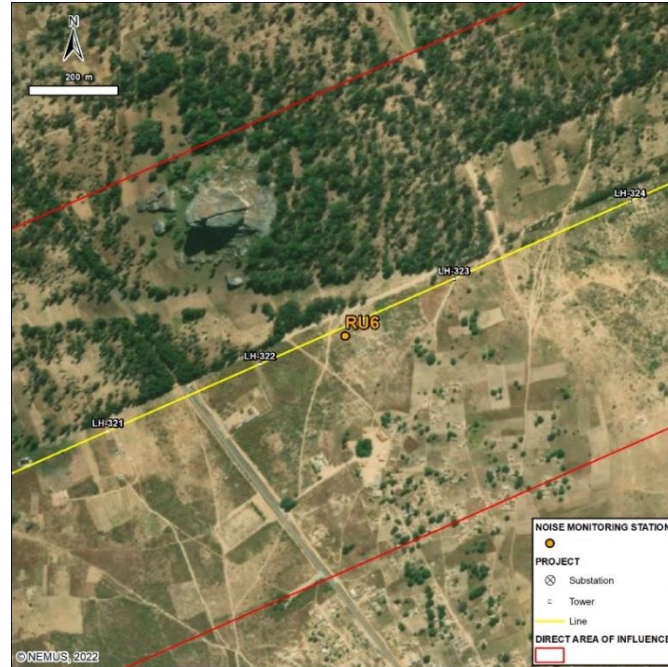 N
200 m
LH-324
LH-323
RU6
LH-322
LH-321
NOISE MONITORING STATION
PROJECT
Substation
Tower
Line
DIRECT AREA OF INFLUENCE
© NEMUS, 2022